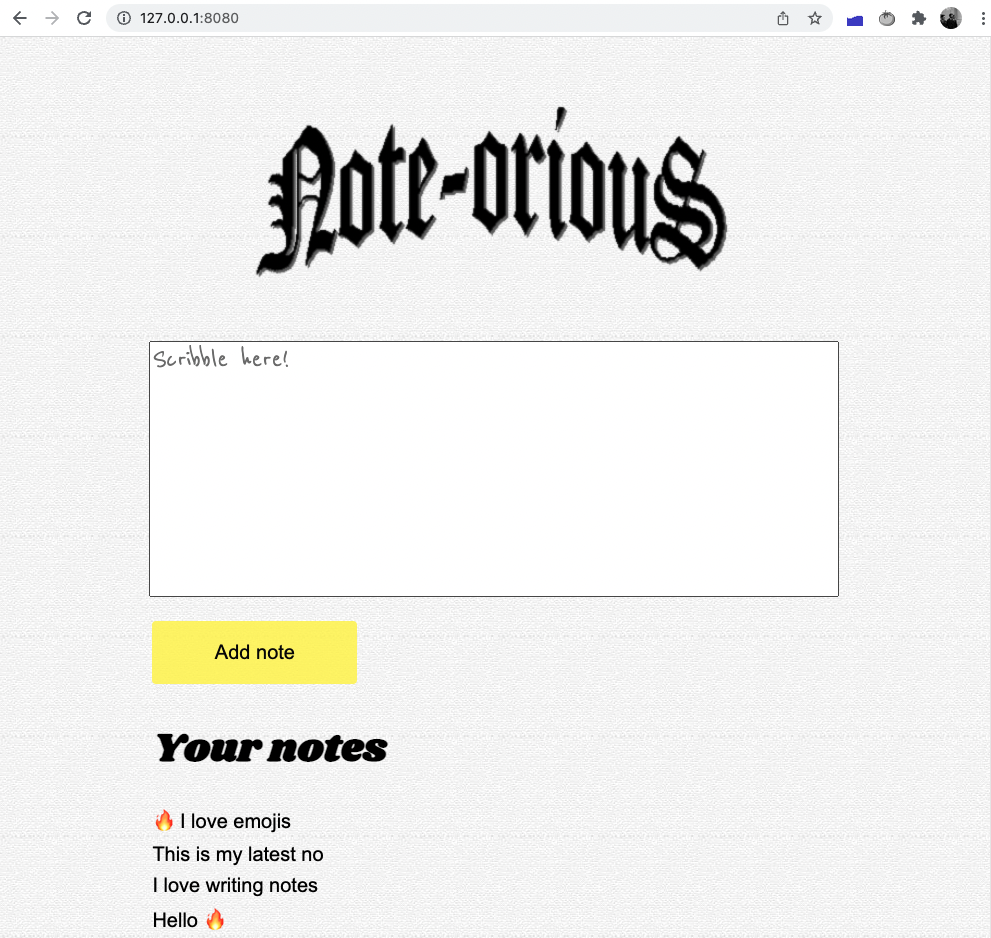 127.0.0.1:8080
Note-orious
Scribble here!
Add note
Your notes
🔥 I love emojis
This is my latest no
I love writing notes
Hello 🔥